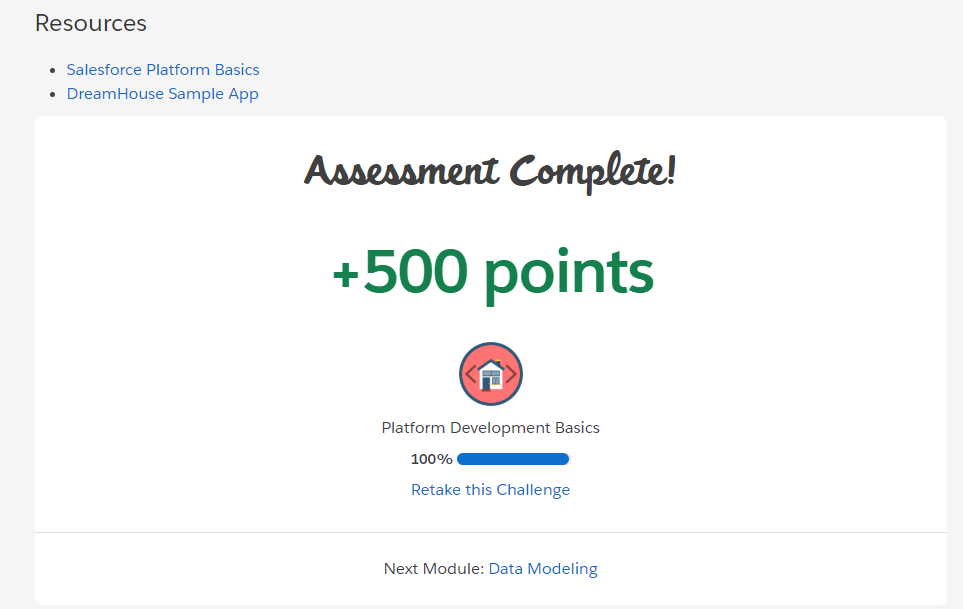 Resources
Salesforce Platform Basics
DreamHouse Sample App
Assessment Complete!
+500 points
Platform Development Basics
100%
Retake this Challenge
Next Module: Data Modeling